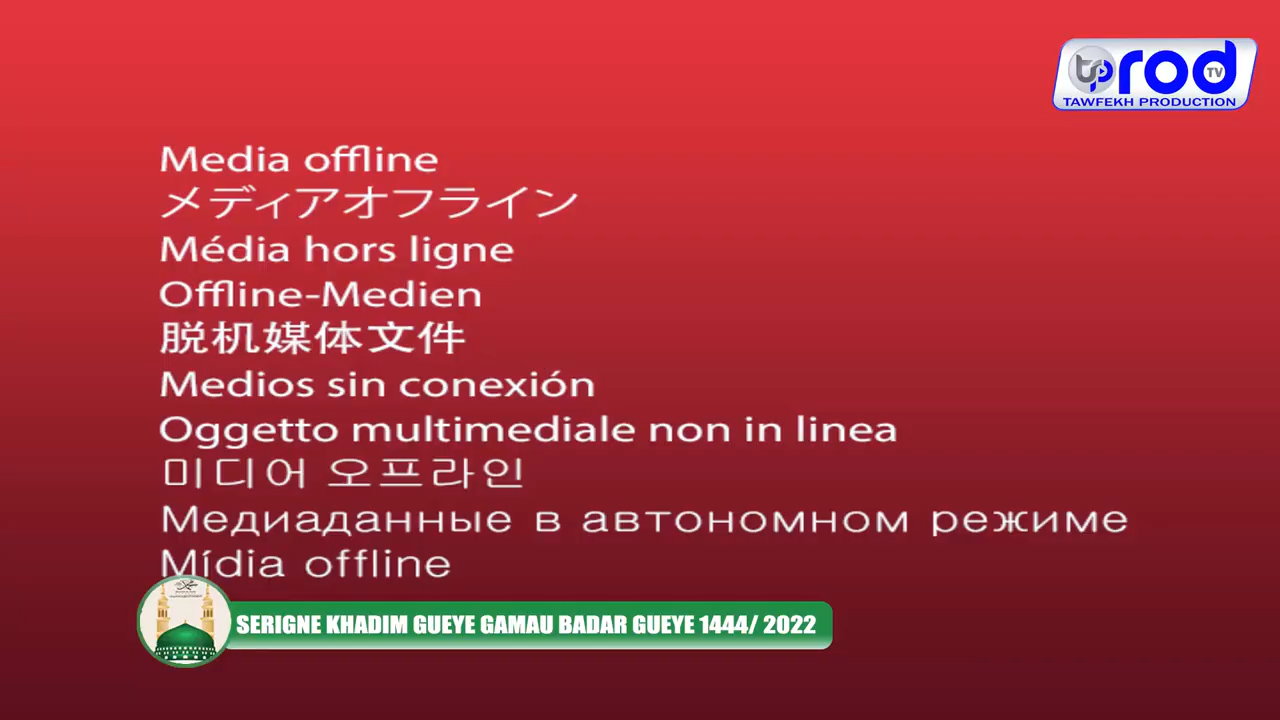 tprod TV
TAWFEKH PRODUCTION
Media offline
メディアオフライン
Média hors ligne
Offline-Medien
脱机媒体文件
Medios sin conexión
Oggetto multimediale non in linea
미디어 오프라인
Медиаданные в автономном режиме
Mídia offline
SERIGNE KHADIM GUEYE GAMAU BADAR GUEYE 1444/ 2022